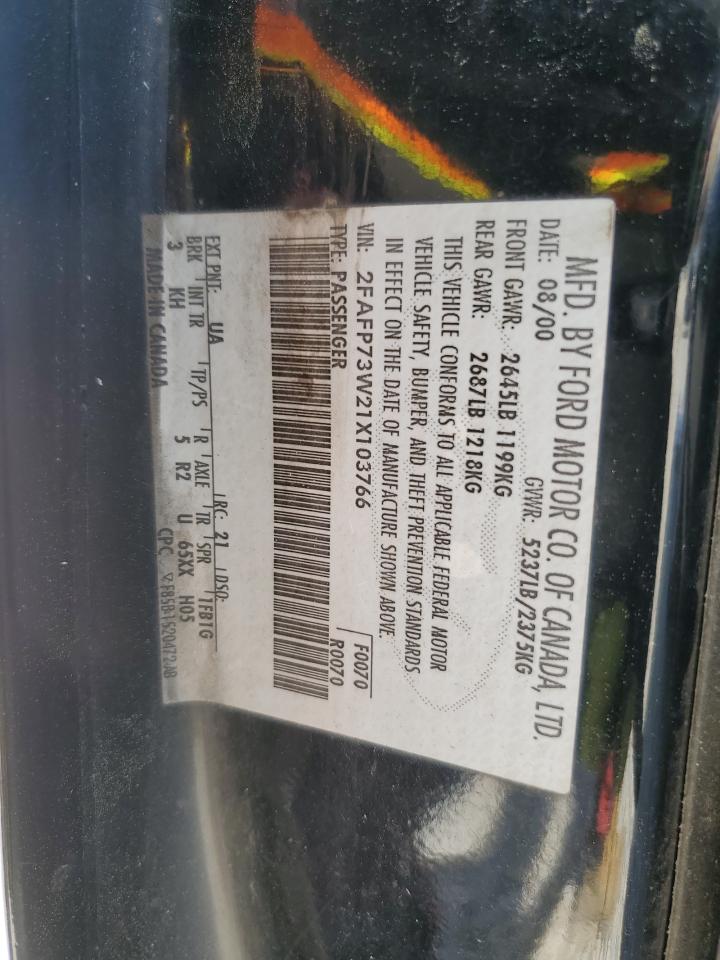 MFD. BY FORD MOTOR CO. OF CANADA, LTD.
DATE: 08/00 GVWR: 5237LB/2375KG
FRONT GAWR: 2645LB 1199KG
REAR GAWR: 2687LB 1218KG
THIS VEHICLE CONFORMS TO ALL APPLICABLE FEDERAL MOTOR
VEHICLE SAFETY, BUMPER, AND THEFT PREVENTION STANDARDS
IN EFFECT ON THE DATE OF MANUFACTURE SHOWN ABOVE.
VIN: 2FAFP73W21X103766 F0070
TYPE: PASSENGER R0070
EXT PNT: UA RC: 21 DSO:
BRK INT TR TP/PS R AXLE TR SPR
3 KH 5 R2 U 65XX H05
MADE IN CANADA CPC